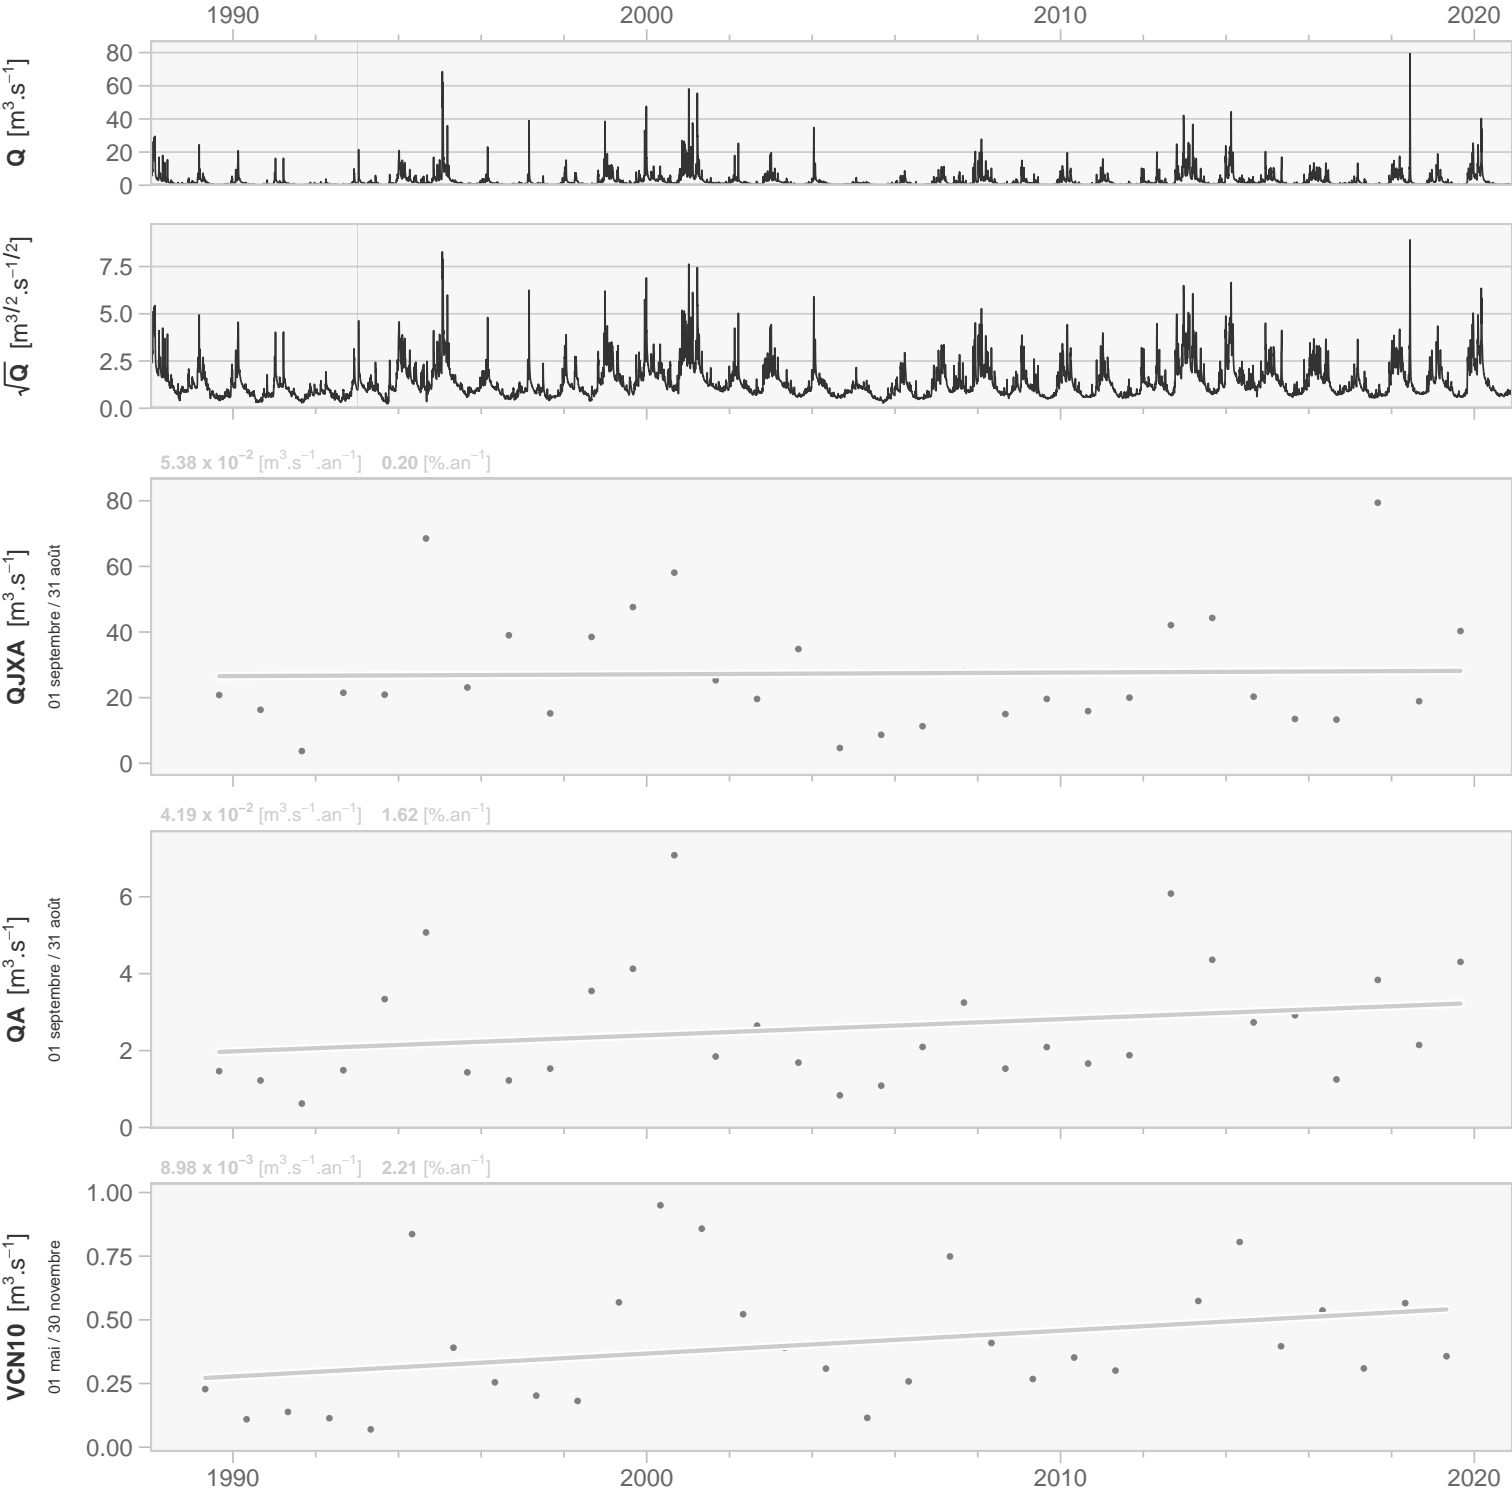 1990 2000 2010 2020
Q [m³.s⁻¹]
80
60
40
20
0
√Q [m³ᐟ².s⁻¹ᐟ²]
7.5
5.0
2.5
0.0
5.38 x 10⁻² [m³.s⁻¹.an⁻¹] 0.20 [%.an⁻¹]
QJXA [m³.s⁻¹]
01 septembre / 31 août
80
60
40
20
0
4.19 x 10⁻² [m³.s⁻¹.an⁻¹] 1.62 [%.an⁻¹]
QA [m³.s⁻¹]
01 septembre / 31 août
6
4
2
0
8.98 x 10⁻³ [m³.s⁻¹.an⁻¹] 2.21 [%.an⁻¹]
VCN10 [m³.s⁻¹]
01 mai / 30 novembre
1.00
0.75
0.50
0.25
0.00
1990 2000 2010 2020